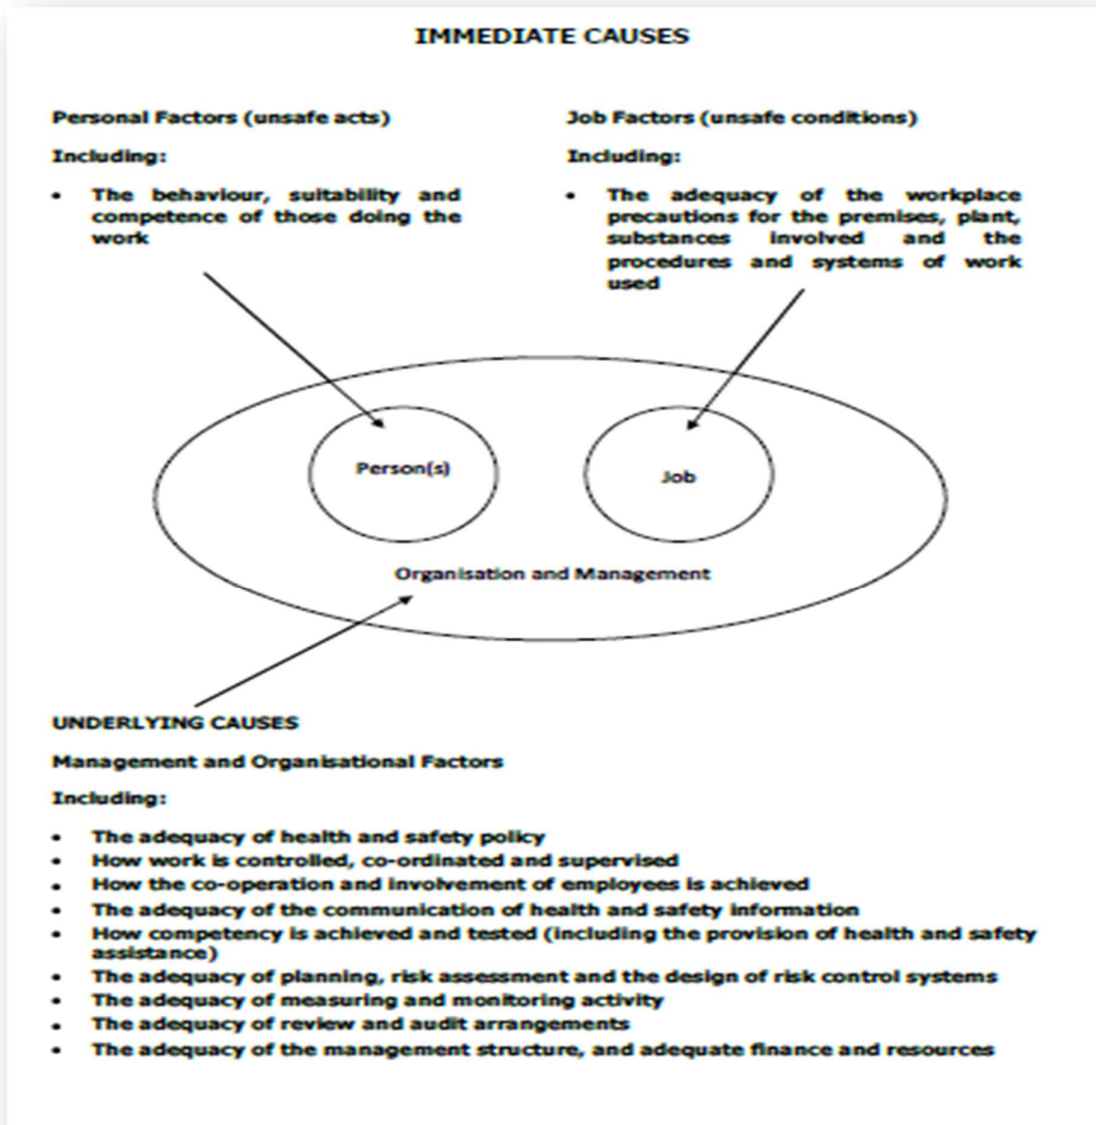 IMMEDIATE CAUSES
Personal Factors (unsafe acts)
Including:
• The behaviour, suitability and
competence of those doing the
work
Job Factors (unsafe conditions)
Including:
• The adequacy of the workplace
precautions for the premises, plant,
substances involved and the
procedures and systems of work
used
Person(s)
Job
Organisation and Management
UNDERLYING CAUSES
Management and Organisational Factors
Including:
• The adequacy of health and safety policy
• How work is controlled, co-ordinated and supervised
• How the co-operation and involvement of employees is achieved
• The adequacy of the communication of health and safety information
• How competency is achieved and tested (including the provision of health and safety
assistance)
• The adequacy of planning, risk assessment and the design of risk control systems
• The adequacy of measuring and monitoring activity
• The adequacy of review and audit arrangements
• The adequacy of the management structure, and adequate finance and resources